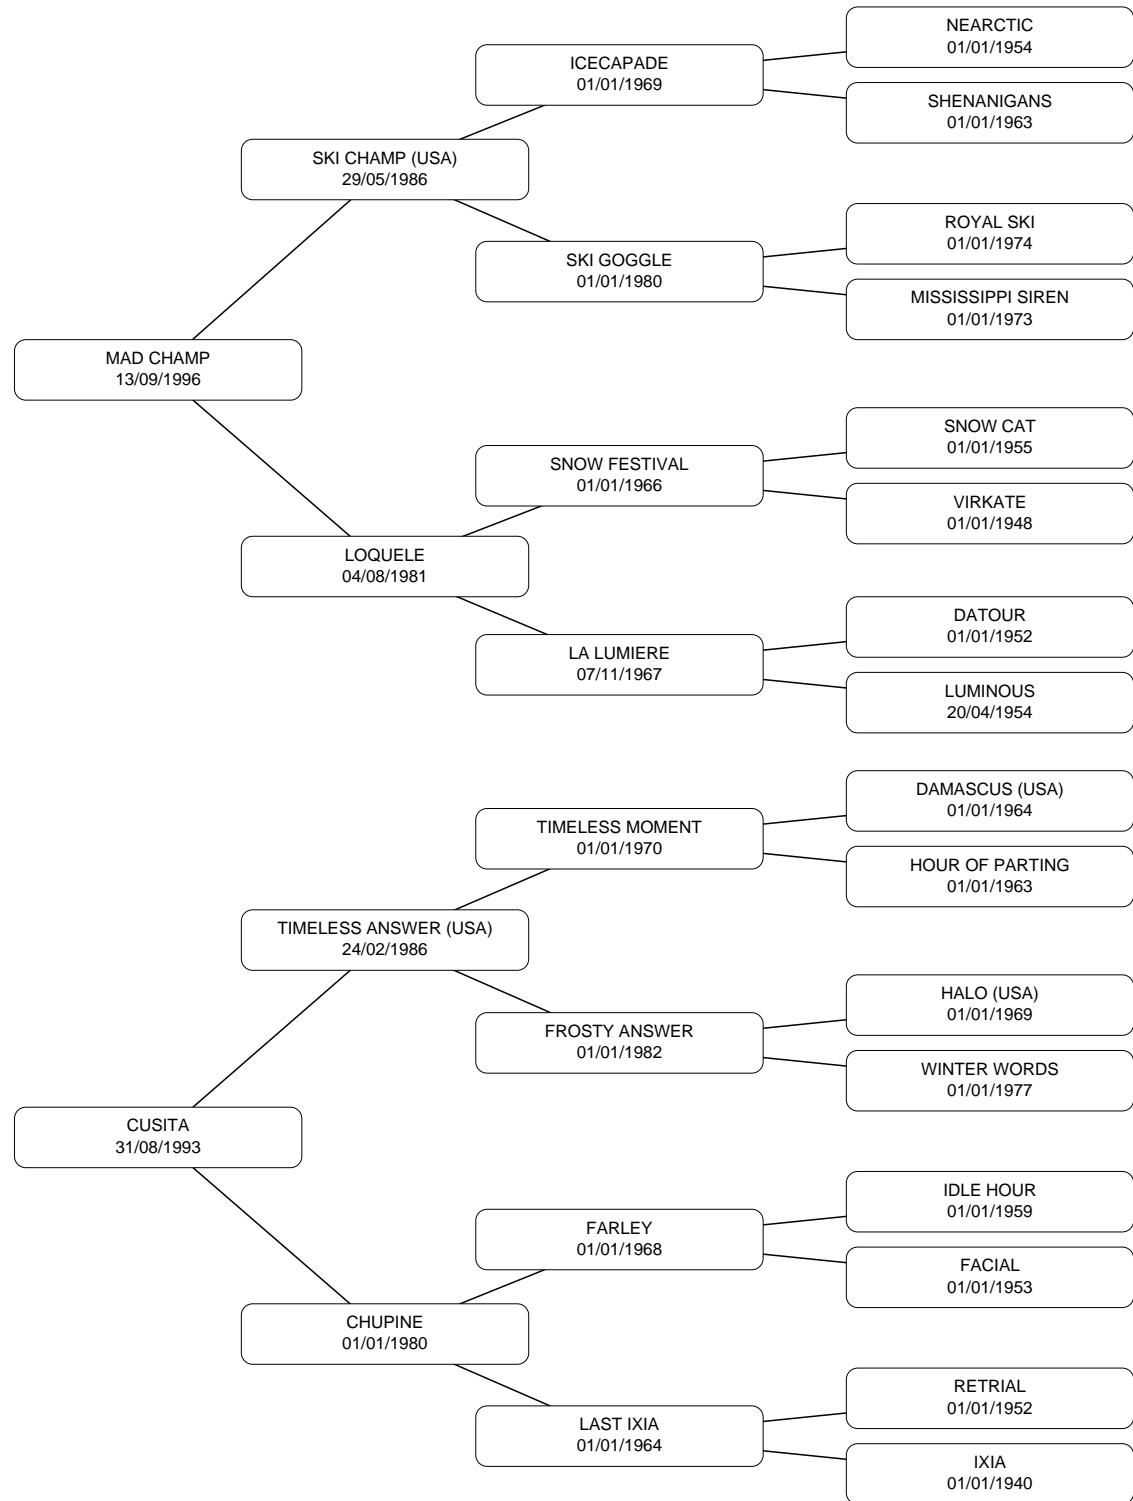 NEARCTIC
01/01/1954
ICECAPADE
01/01/1969
SHENANIGANS
01/01/1963
SKI CHAMP (USA)
29/05/1986
ROYAL SKI
01/01/1974
SKI GOGGLE
01/01/1980
MISSISSIPPI SIREN
01/01/1973
MAD CHAMP
13/09/1996
SNOW CAT
01/01/1955
SNOW FESTIVAL
01/01/1966
VIRKATE
01/01/1948
LOQUELE
04/08/1981
DATOUR
01/01/1952
LA LUMIERE
07/11/1967
LUMINOUS
20/04/1954
DAMASCUS (USA)
01/01/1964
TIMELESS MOMENT
01/01/1970
HOUR OF PARTING
01/01/1963
TIMELESS ANSWER (USA)
24/02/1986
HALO (USA)
01/01/1969
FROSTY ANSWER
01/01/1982
WINTER WORDS
01/01/1977
CUSITA
31/08/1993
IDLE HOUR
01/01/1959
FARLEY
01/01/1968
FACIAL
01/01/1953
CHUPINE
01/01/1980
RETRIAL
01/01/1952
LAST IXIA
01/01/1964
IXIA
01/01/1940